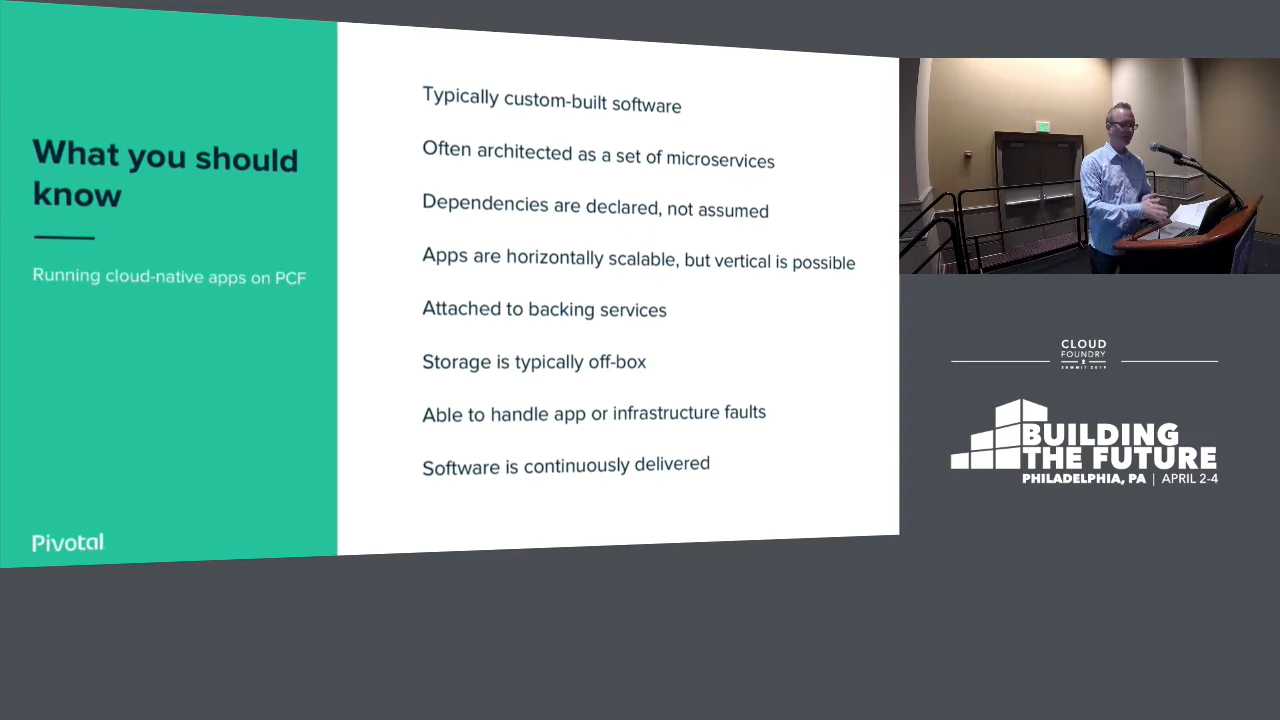 What you should
know
Running cloud-native apps on PCF
Pivotal
Typically custom-built software
Often architected as a set of microservices
Dependencies are declared, not assumed
Apps are horizontally scalable, but vertical is possible
Attached to backing services
Storage is typically off-box
Able to handle app or infrastructure faults
Software is continuously delivered
CLOUD
FOUNDRY
SUMMIT 2019
BUILDING
THE FUTURE
PHILADELPHIA, PA | APRIL 2-4